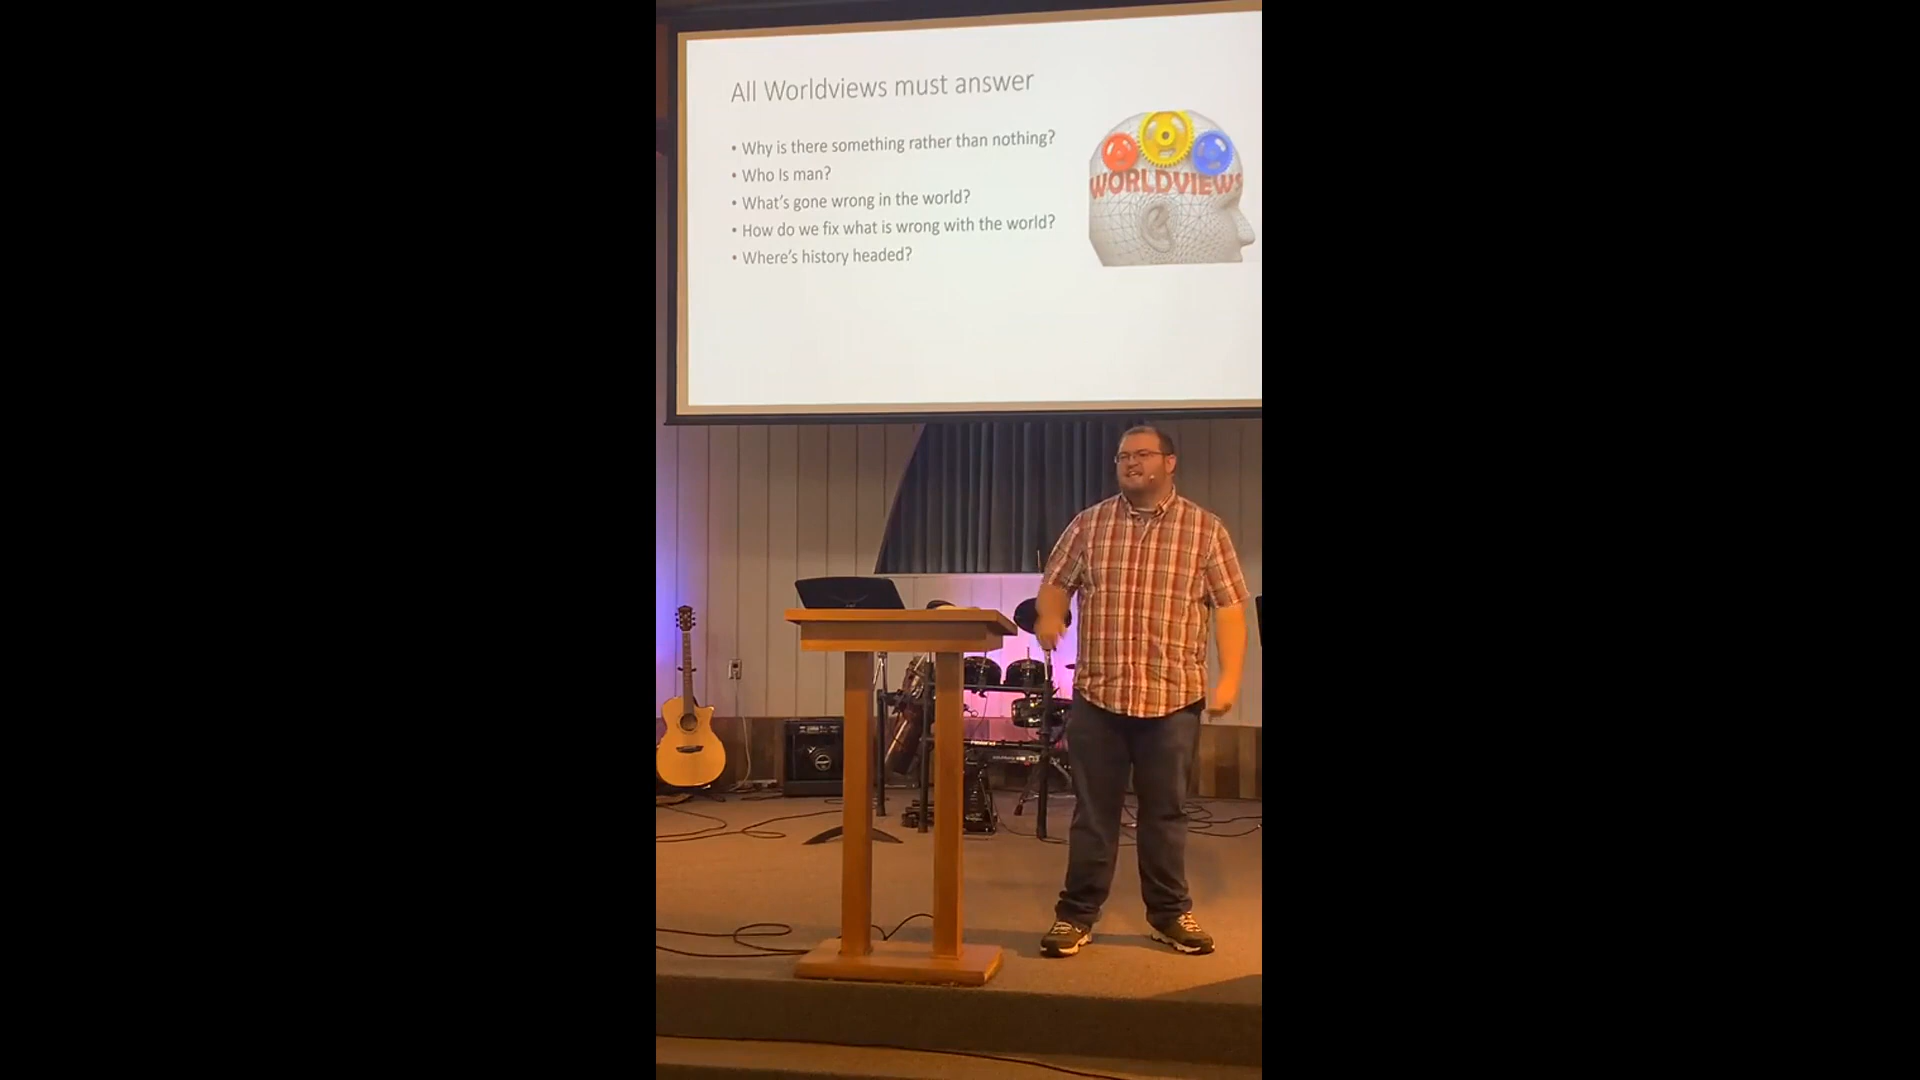 All Worldviews must answer
• Why is there something rather than nothing?
• Who Is man?
• What's gone wrong in the world?
• How do we fix what is wrong with the world?
• Where's history headed?
WORLDVIEWS